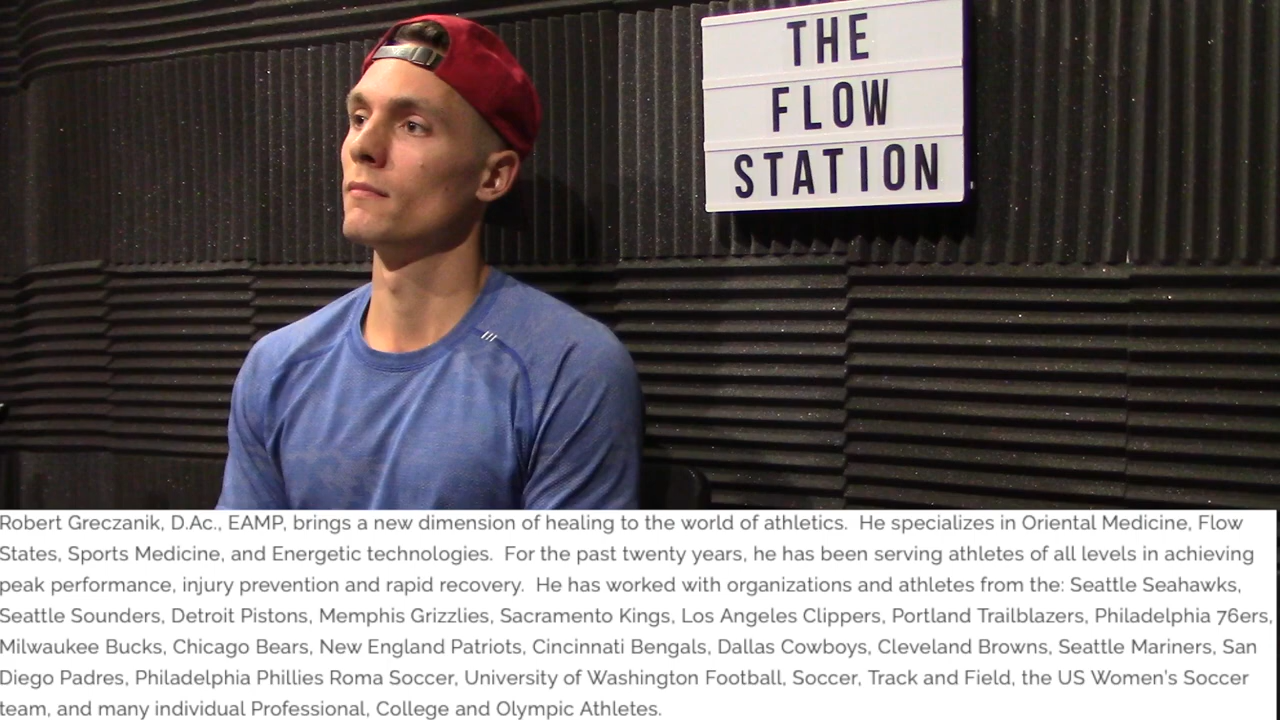 THE
FLOW
STATION
Robert Greczanik, D.Ac., EAMP, brings a new dimension of healing to the world of athletics.  He specializes in Oriental Medicine, Flow
States, Sports Medicine, and Energetic technologies.  For the past twenty years, he has been serving athletes of all levels in achieving
peak performance, injury prevention and rapid recovery.  He has worked with organizations and athletes from the: Seattle Seahawks,
Seattle Sounders, Detroit Pistons, Memphis Grizzlies, Sacramento Kings, Los Angeles Clippers, Portland Trailblazers, Philadelphia 76ers,
Milwaukee Bucks, Chicago Bears, New England Patriots, Cincinnati Bengals, Dallas Cowboys, Cleveland Browns, Seattle Mariners, San
Diego Padres, Philadelphia Phillies Roma Soccer, University of Washington Football, Soccer, Track and Field, the US Women's Soccer
team, and many individual Professional, College and Olympic Athletes.